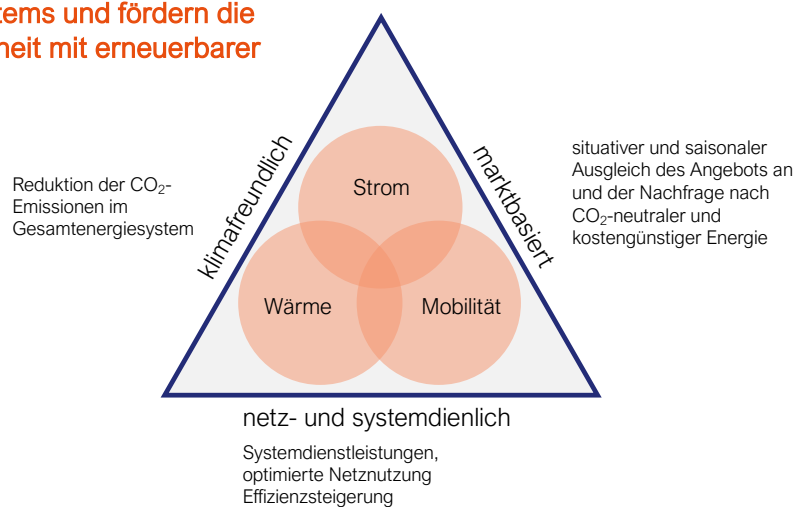 tems und fördern die
heit mit erneuerbarer
klimafreundlich
marktbasiert
Reduktion der CO₂-
Emissionen im
Gesamtenergiesystem
situativer und saisonaler
Ausgleich des Angebots an
und der Nachfrage nach
CO₂-neutraler und
kostengünstiger Energie
Strom
Wärme
Mobilität
netz- und systemdienlich
Systemdienstleistungen,
optimierte Netznutzung
Effizienzsteigerung